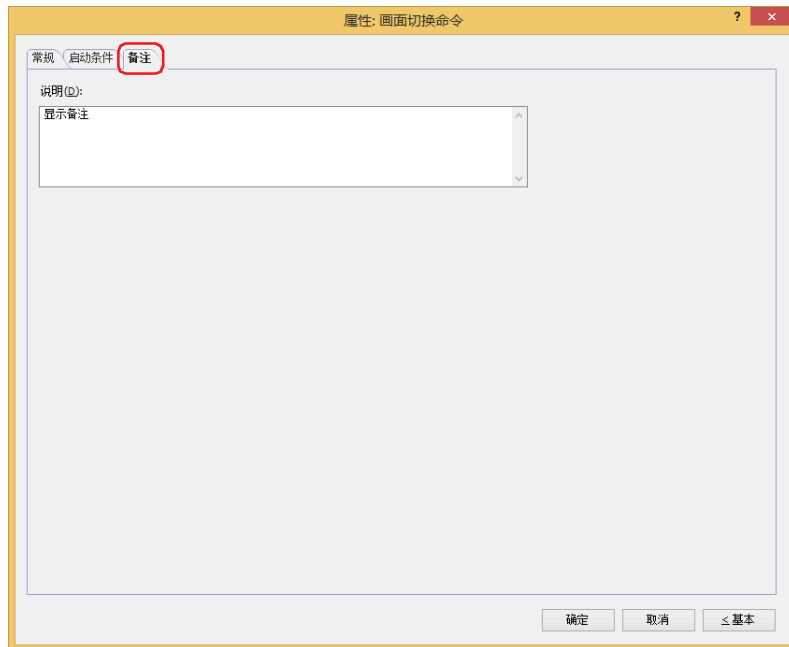 属性: 画面切换命令
?
×
常规
启动条件
备注
说明(D):
显示备注
确定
取消
≤基本